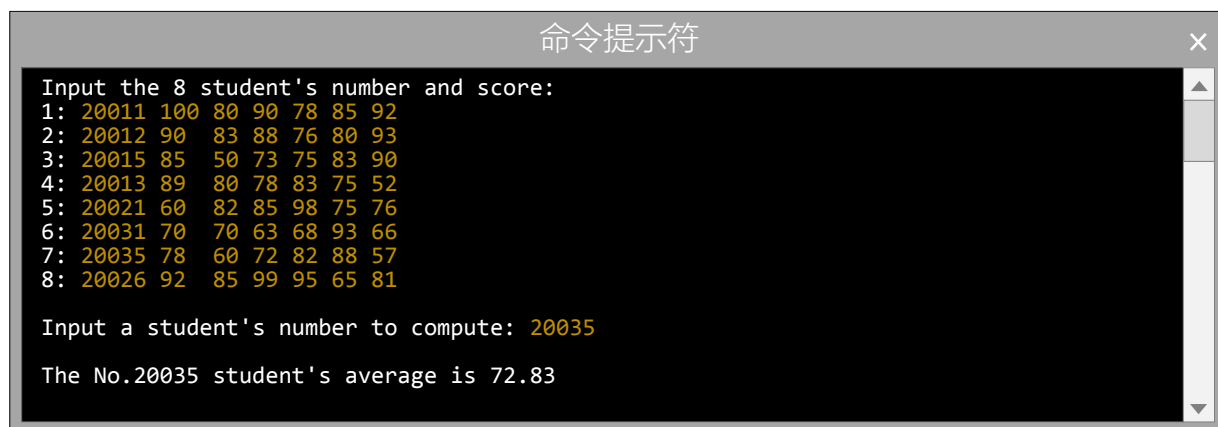 命令提示符
Input the 8 student's number and score:
1: 20011 100 80 90 78 85 92
2: 20012 90  83 88 76 80 93
3: 20015 85  50 73 75 83 90
4: 20013 89  80 78 83 75 52
5: 20021 60  82 85 98 75 76
6: 20031 70  70 63 68 93 66
7: 20035 78  60 72 82 88 57
8: 20026 92  85 99 95 65 81
Input a student's number to compute: 20035
The No.20035 student's average is 72.83